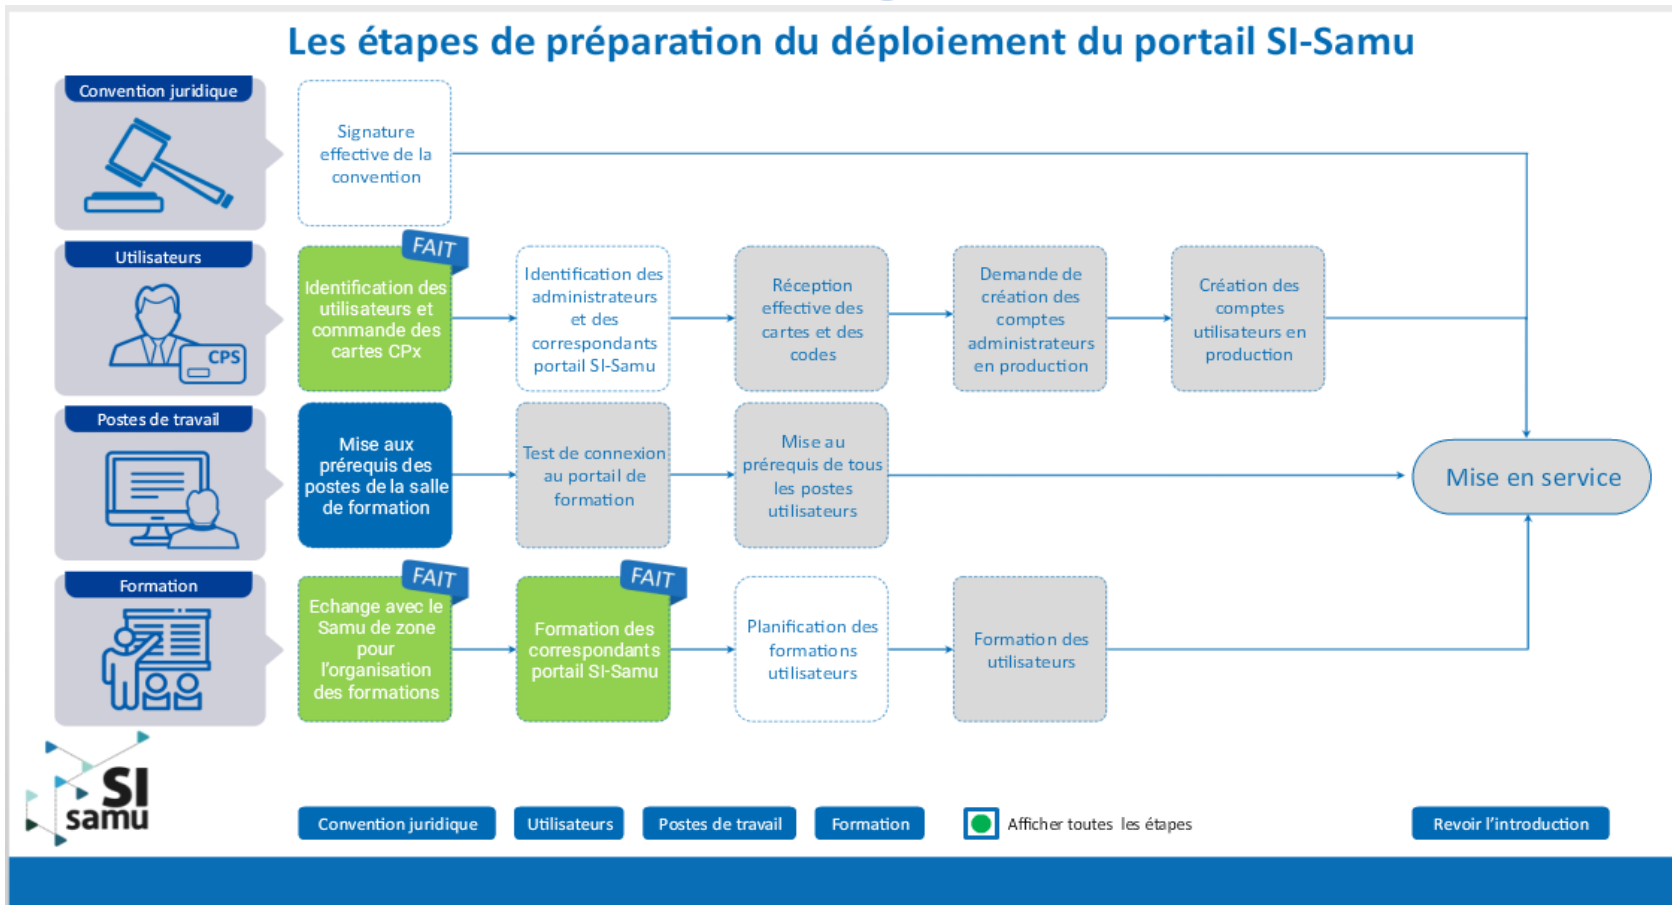 Les étapes de préparation du déploiement du portail SI-Samu
Convention juridique
Signature
effective de la
convention
Utilisateurs
CPS
FAIT
Identification des
utilisateurs et
commande des
cartes CPx
Identification des
administrateurs
et des
correspondants
portail SI-Samu
Réception
effective des
cartes et des
codes
Demande de
création des
comptes
administrateurs
en production
Création des
comptes
utilisateurs en
production
Postes de travail
Mise aux
prérequis des
postes de la salle
de formation
Test de connexion
au portail de
formation
Mise au
prérequis de tous
les postes
utilisateurs
Mise en service
Formation
FAIT
Echange avec le
Samu de zone
pour
l'organisation
des formations
FAIT
Formation des
correspondants
portail SI-Samu
Planification des
formations
utilisateurs
Formation des
utilisateurs
SI
samu
Convention juridique
Utilisateurs
Postes de travail
Formation
Afficher toutes les étapes
Revoir l'introduction